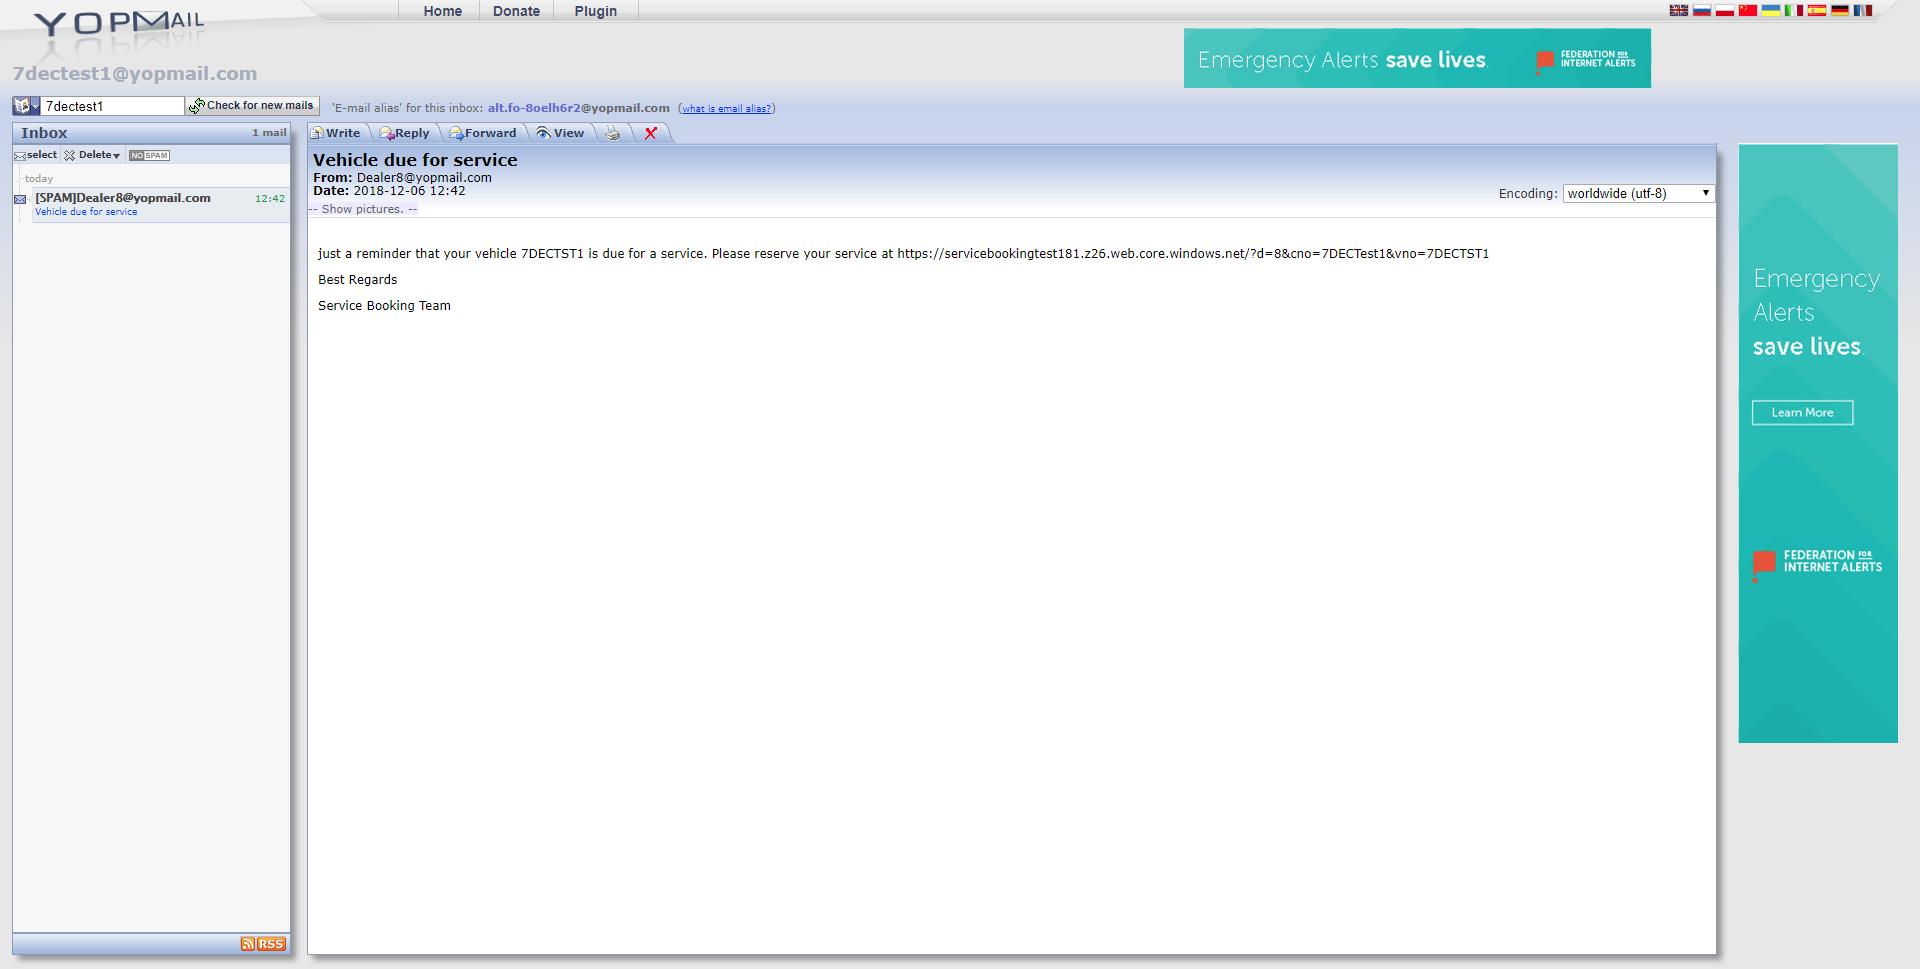 YOPMAIL
Home Donate Plugin
Emergency Alerts save lives.
FEDERATION FOR
INTERNET ALERTS
7dectest1@yopmail.com
7dectest1 Check for new mails 'E-mail alias' for this inbox: alt.fo-8oelh6r2@yopmail.com (what is email alias?)
Inbox 1 mail
select Delete NO SPAM
today
[SPAM]Dealer8@yopmail.com 12:42
Vehicle due for service
RSS
Write Reply Forward View
Vehicle due for service
From: Dealer8@yopmail.com
Date: 2018-12-06 12:42
Encoding: worldwide (utf-8)
-- Show pictures. --
just a reminder that your vehicle 7DECTST1 is due for a service. Please reserve your service at https://servicebookingtest181.z26.web.core.windows.net/?d=8&cno=7DECTest1&vno=7DECTST1
Best Regards
Service Booking Team
Emergency
Alerts
save lives.
Learn More
FEDERATION FOR
INTERNET ALERTS